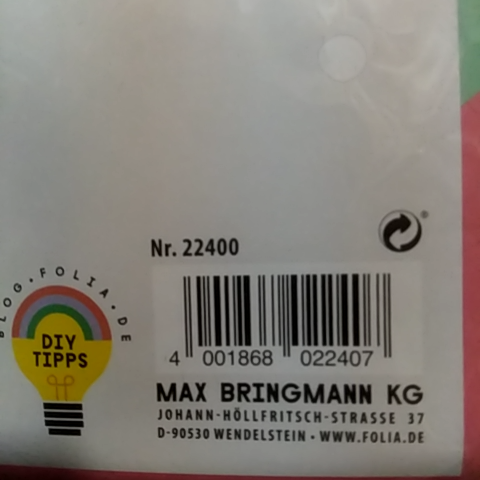 Nr. 22400
BLOG.FOLIA.DE
DIY
TIPPS
4 001868 022407
MAX BRINGMANN KG
JOHANN-HÖLLFRITSCH-STRASSE 37
D-90530 WENDELSTEIN • WWW.FOLIA.DE